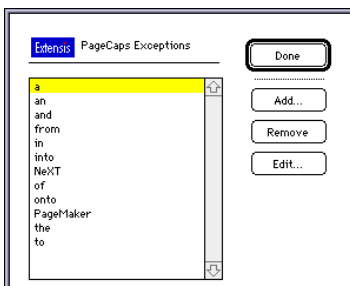 Extensis PageCaps Exceptions
Done
a
an
and
from
in
into
NeXT
of
onto
PageMaker
the
to
Add...
Remove
Edit...